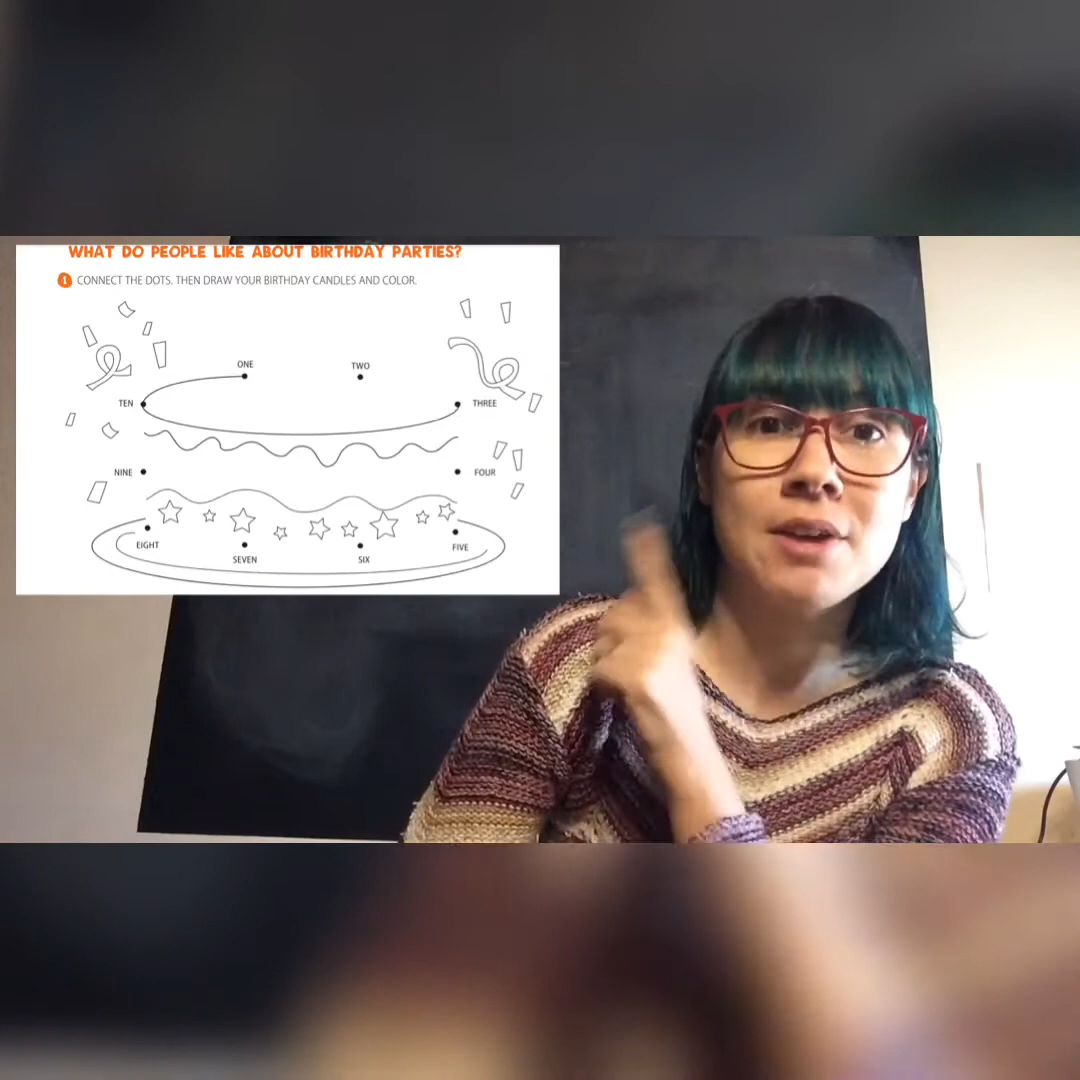 WHAT DO PEOPLE LIKE ABOUT BIRTHDAY PARTIES?
1 CONNECT THE DOTS. THEN DRAW YOUR BIRTHDAY CANDLES AND COLOR.
ONE TWO
TEN THREE
NINE FOUR
EIGHT FIVE
SEVEN SIX